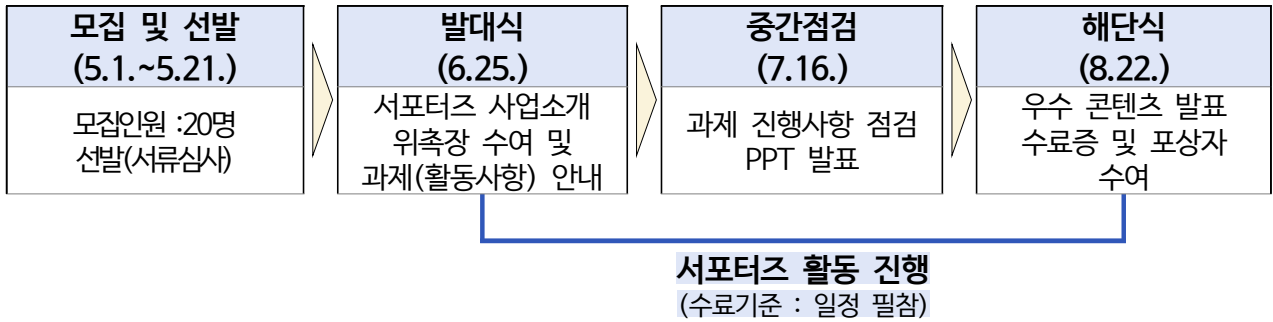 모집 및 선발
(5.1.~5.21.)
모집인원 :20명
선발(서류심사)
발대식
(6.25.)
서포터즈 사업소개
위촉장 수여 및
과제(활동사항) 안내
중간점검
(7.16.)
과제 진행사항 점검
PPT 발표
해단식
(8.22.)
우수 콘텐츠 발표
수료증 및 포상자
수여
서포터즈 활동 진행
(수료기준 : 일정 필참)